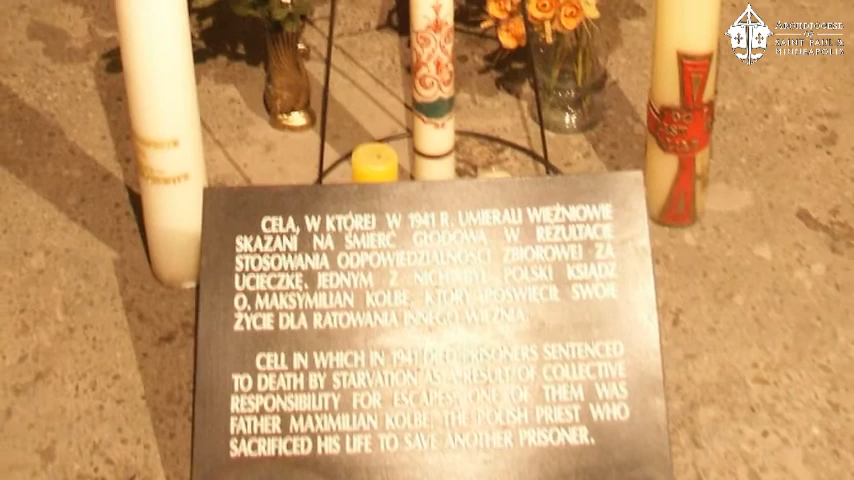 ARCHDIOCESE
OF
SAINT PAUL &
MINNEAPOLIS
CELA, W KTÓREJ W 1941 R. UMIERALI WIĘŹNIOWIE
SKAZANI NA ŚMIERĆ GŁODOWĄ W REZULTACIE
STOSOWANIA ODPOWIEDZIALNOŚCI ZBIOROWEJ ZA
UCIECZKĘ. JEDNYM Z NICH BYŁ POLSKI KSIĄDZ
O. MAKSYMILIAN KOLBE, KTÓRY POŚWIĘCIŁ SWOJE
ŻYCIE DLA RATOWANIA INNEGO WIĘŹNIA.
CELL IN WHICH IN 1941 DIED PRISONERS SENTENCED
TO DEATH BY STARVATION AS A RESULT OF COLLECTIVE
RESPONSIBILITY FOR ESCAPES. ONE OF THEM WAS
FATHER MAXIMILIAN KOLBE, THE POLISH PRIEST WHO
SACRIFICED HIS LIFE TO SAVE ANOTHER PRISONER.